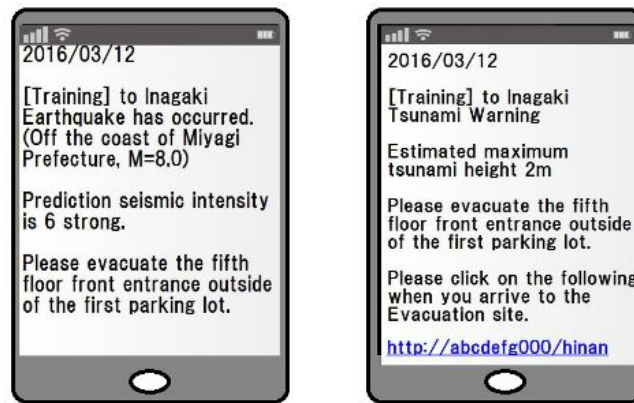 2016/03/12
[Training] to Inagaki
Earthquake has occurred.
(Off the coast of Miyagi
Prefecture, M=8.0)
Prediction seismic intensity
is 6 strong.
Please evacuate the fifth
floor front entrance outside
of the first parking lot.
2016/03/12
[Training] to Inagaki
Tsunami Warning
Estimated maximum
tsunami height 2m
Please evacuate the fifth
floor front entrance outside
of the first parking lot.
Please click on the following
when you arrive to the
Evacuation site.
http://abcdefg000/hinan